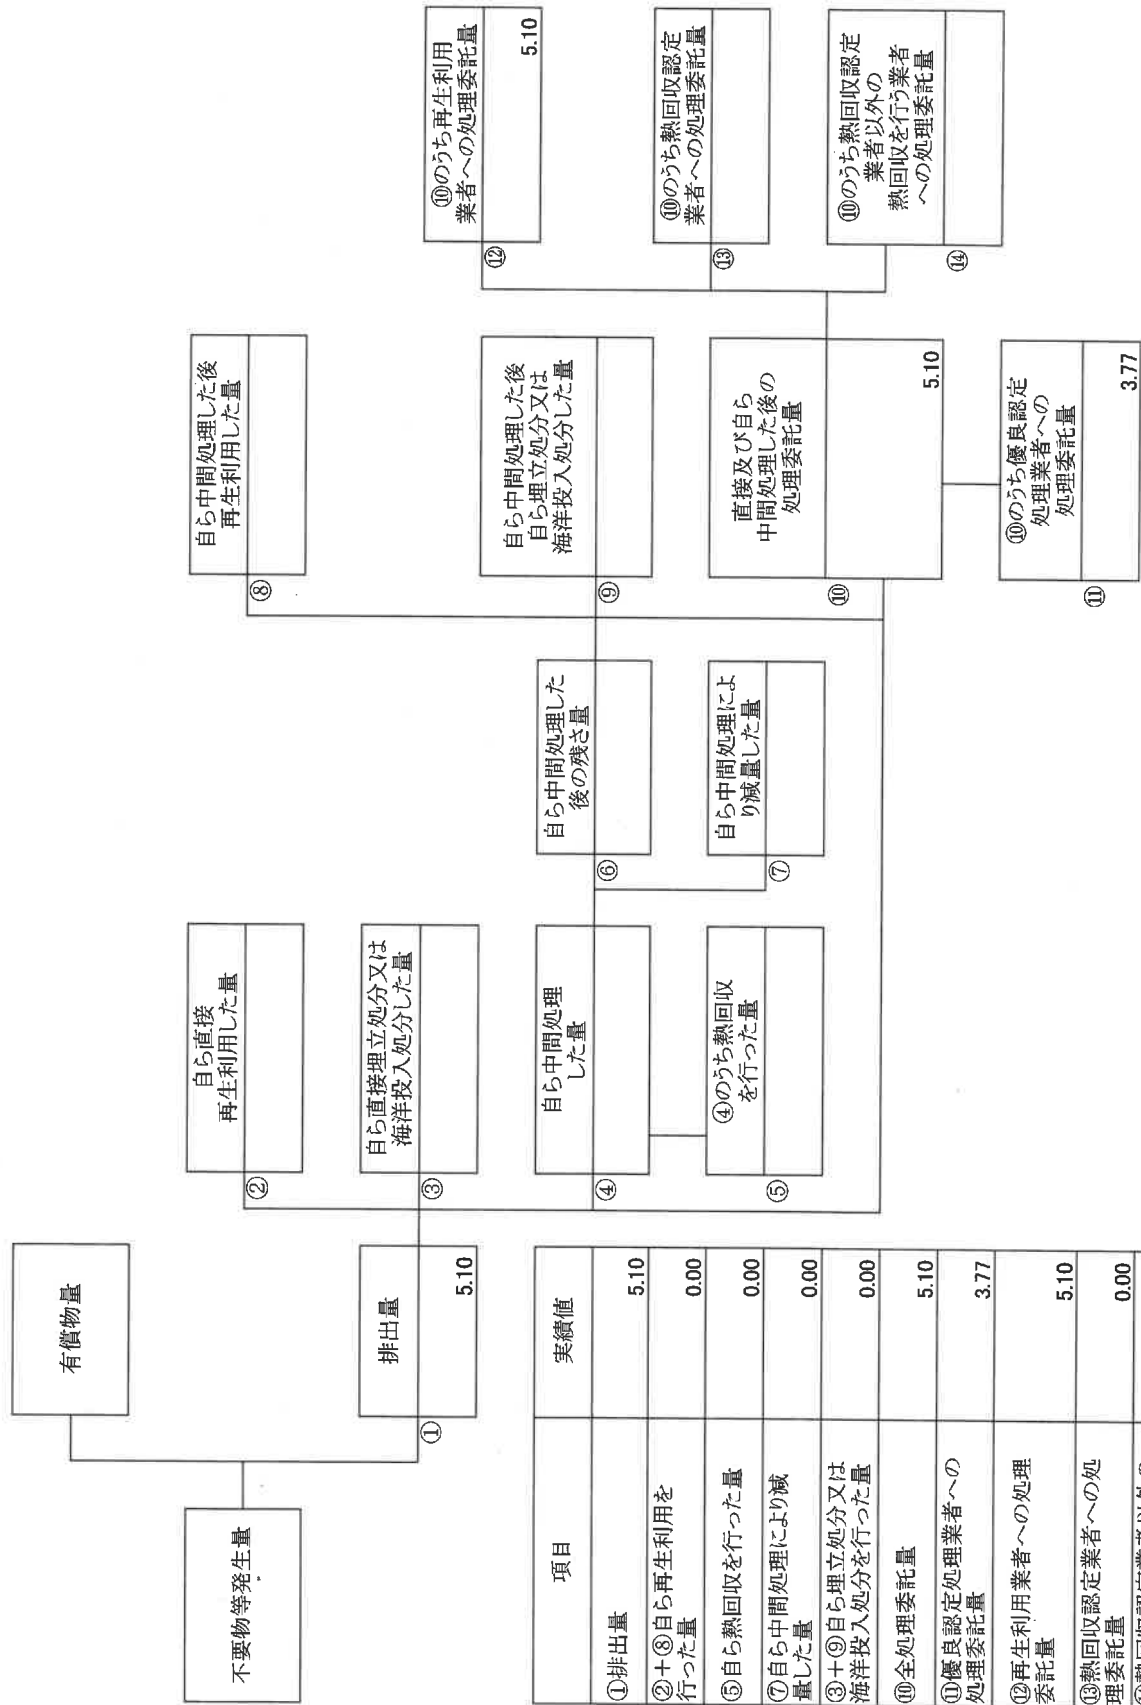 不要物等発生量
有償物量
①
排出量
5.10
②
自ら直接
再生利用した量
③
自ら直接埋立処分又は
海洋投入処分した量
④
自ら中間処理
した量
⑤
④のうち熱回収
を行った量
⑥
自ら中間処理した
後の残さ量
⑦
自ら中間処理によ
り減量した量
⑧
自ら中間処理した後
再生利用した量
⑨
自ら中間処理した後
自ら埋立処分又は
海洋投入処分した量
⑩
直接及び自ら
中間処理した後の
処理委託量
5.10
⑪
⑩のうち優良認定
処理業者への
処理委託量
3.77
⑫
⑩のうち再生利用
業者への処理委託量
5.10
⑬
⑩のうち熱回収認定
業者への処理委託量
⑭
⑩のうち熱回収認定
業者以外の
熱回収を行う業者
への処理委託量
項目 実績値
①排出量 5.10
②+⑧自ら再生利用を
行った量 0.00
⑤自ら熱回収を行った量 0.00
⑦自ら中間処理により減
量した量 0.00
③+⑨自ら埋立処分又は
海洋投入処分を行った量 0.00
⑩全処理委託量 5.10
⑪優良認定処理業者への
処理委託量 3.77
⑫再生利用業者への処理
委託量 5.10
⑬熱回収認定業者への処
理委託量 0.00